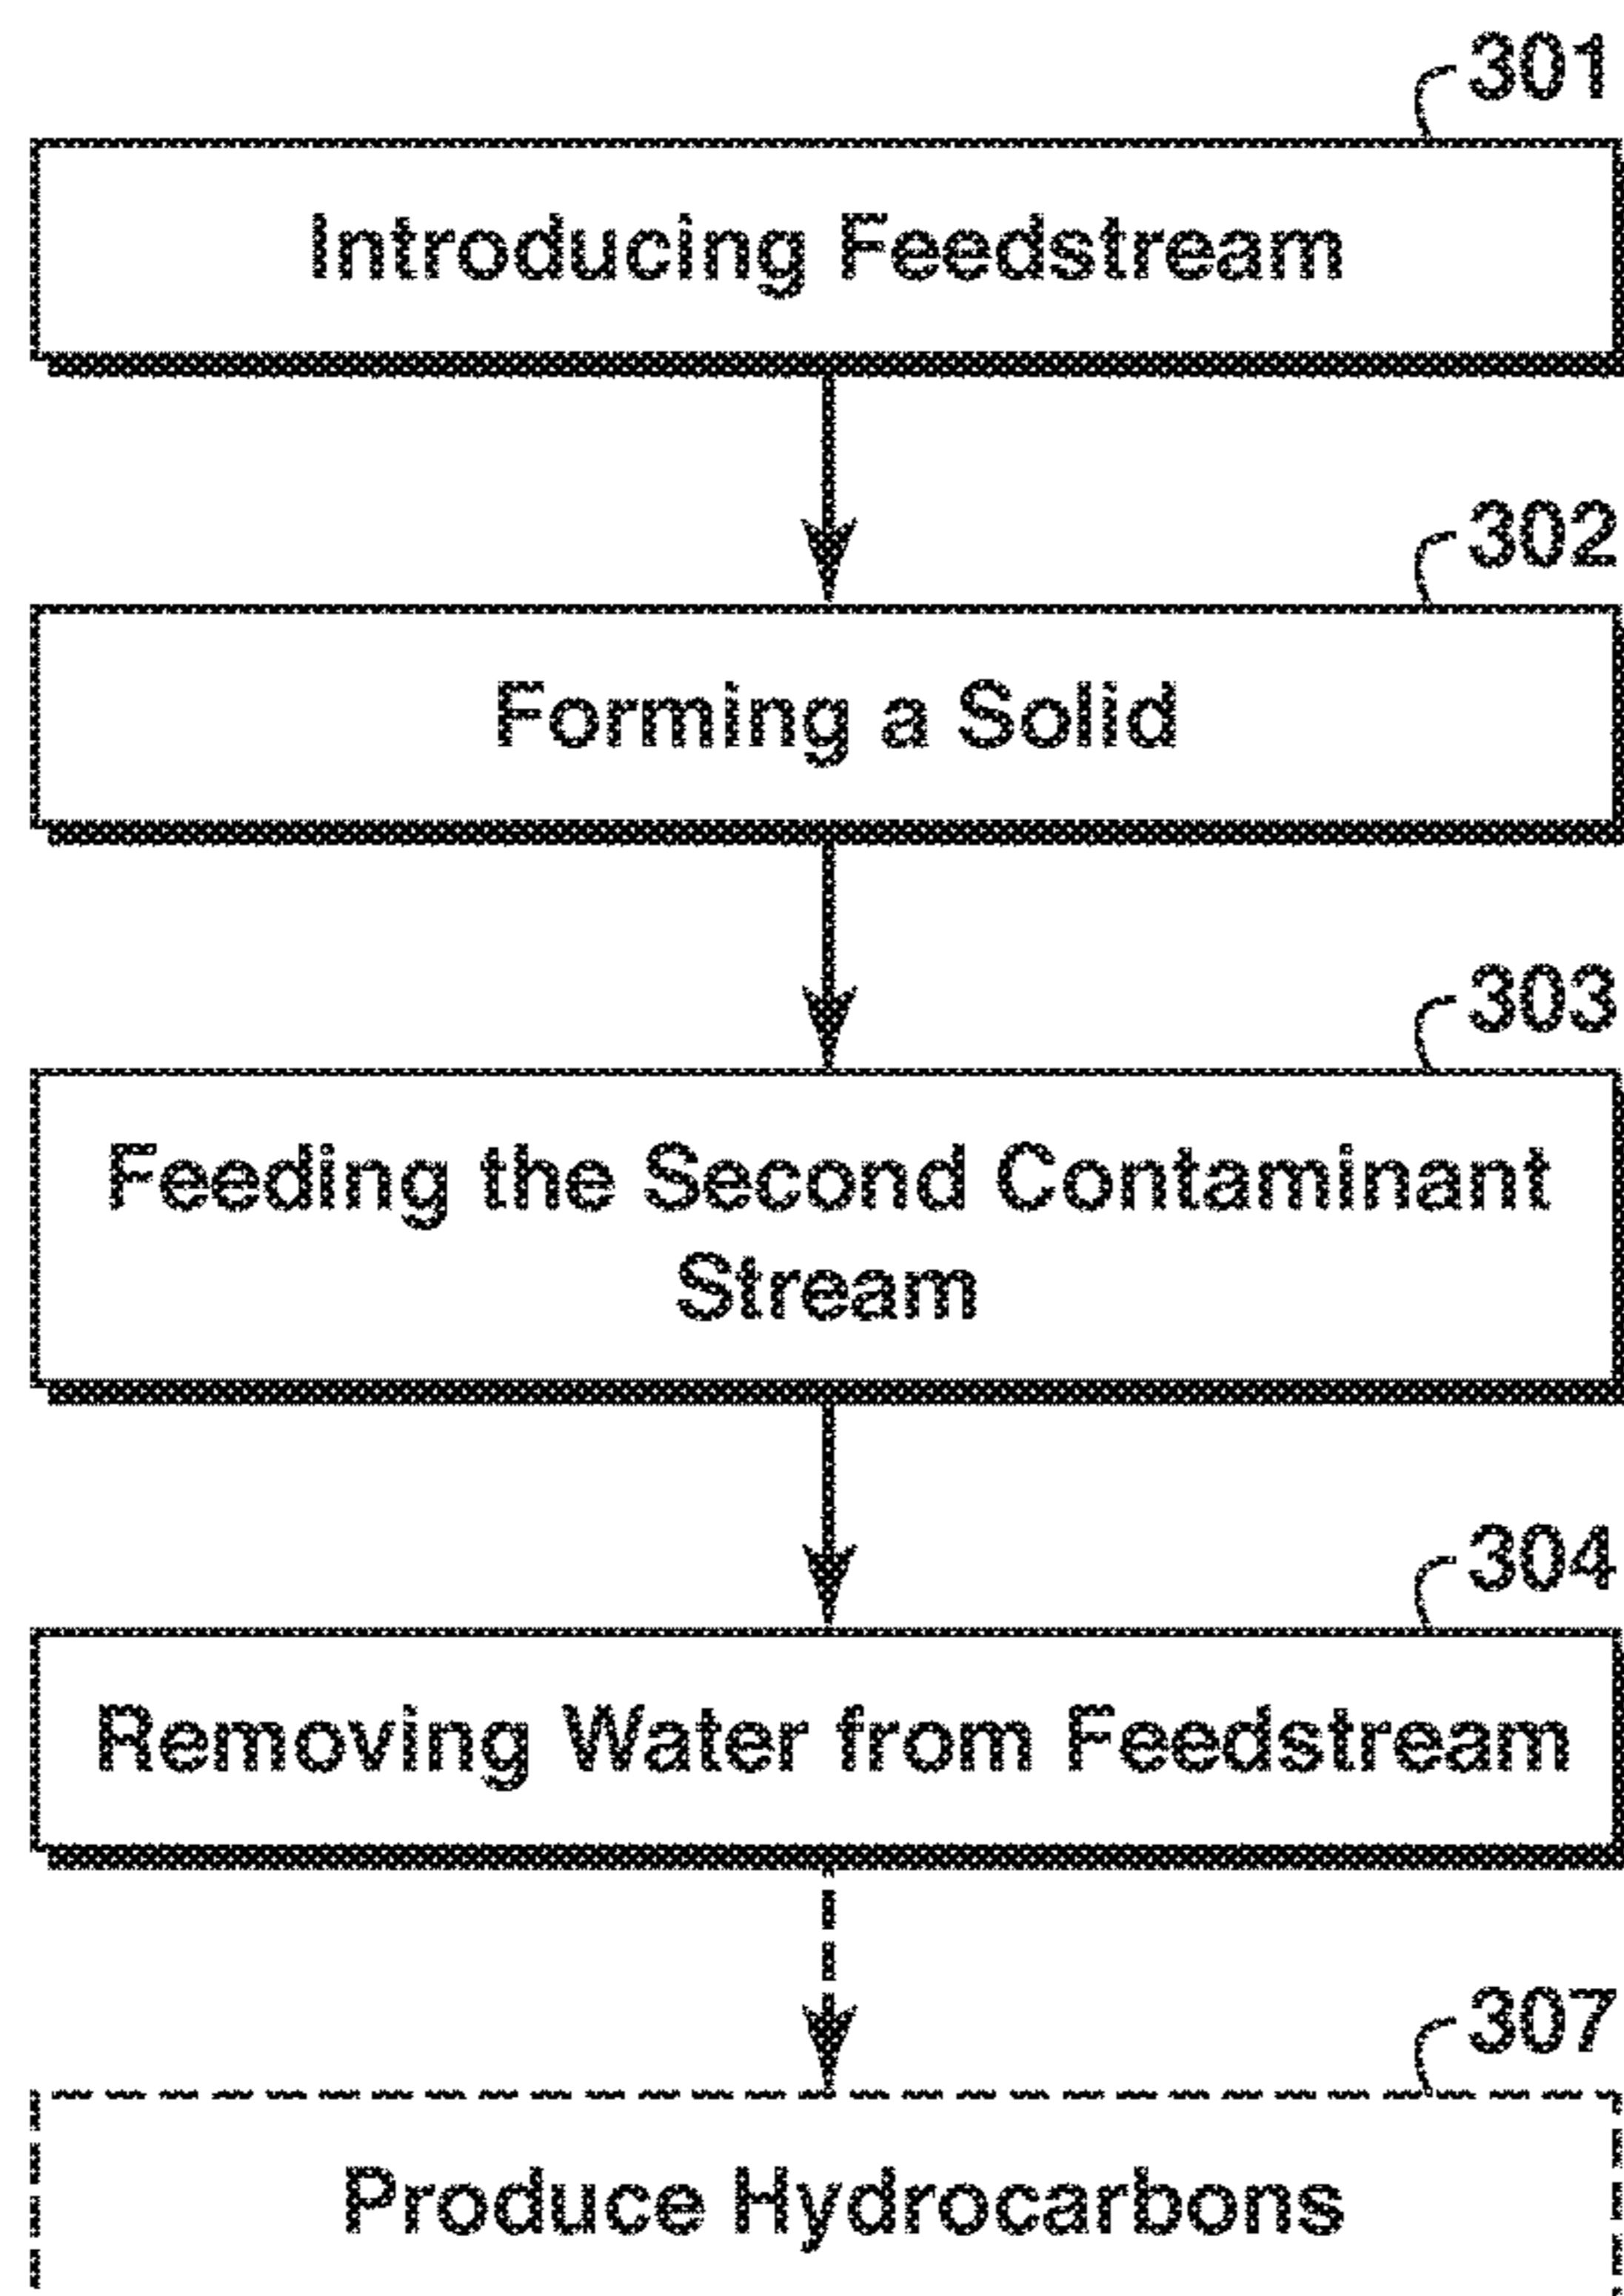 301
Introducing Feedstream
302
Forming a Solid
303
Feeding the Second Contaminant
Stream
304
Removing Water from Feedstream
307
Produce Hydrocarbons